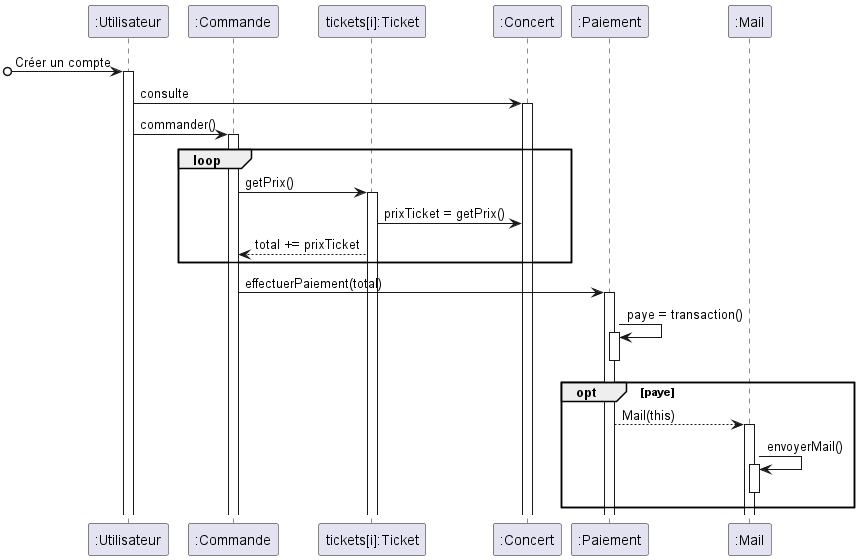 :Utilisateur :Commande tickets[i]:Ticket :Concert :Paiement :Mail
Créer un compte
consulte
commander()
loop
getPrix()
prixTicket = getPrix()
total += prixTicket
effectuerPaiement(total)
paye = transaction()
opt [paye]
Mail(this)
envoyerMail()
:Utilisateur :Commande tickets[i]:Ticket :Concert :Paiement :Mail